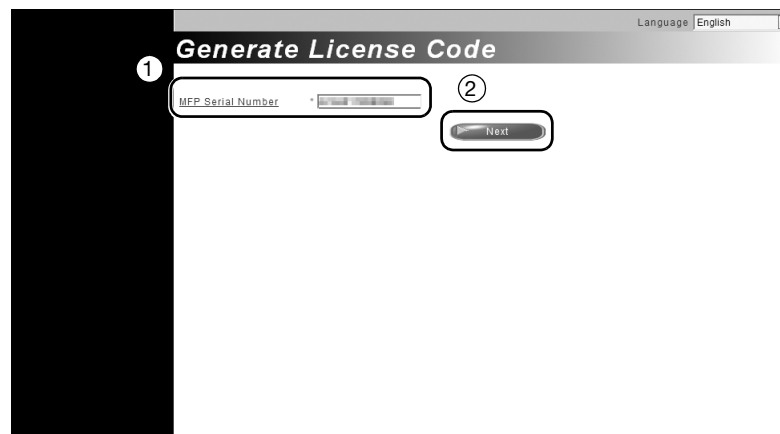 Language English
Generate License Code
1
MFP Serial Number *
2
Next